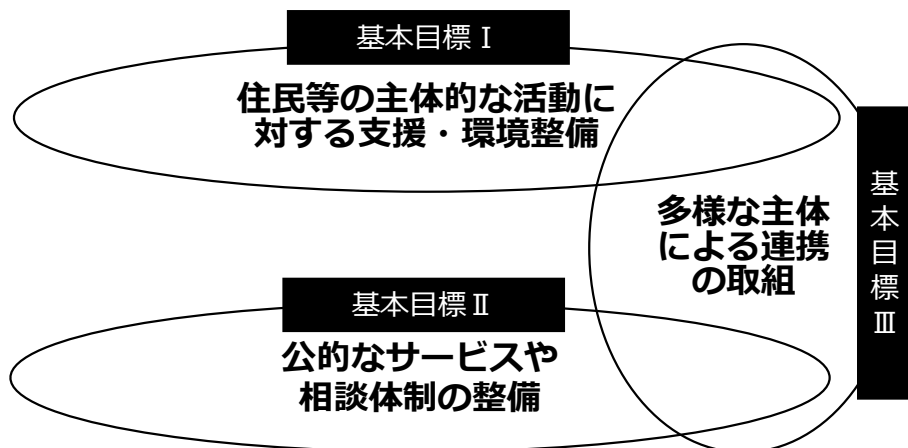 基本目標Ⅰ
住民等の主体的な活動に
対する支援・環境整備
多様な主体
による連携
の取組
基本目標Ⅲ
基本目標Ⅱ
公的なサービスや
相談体制の整備